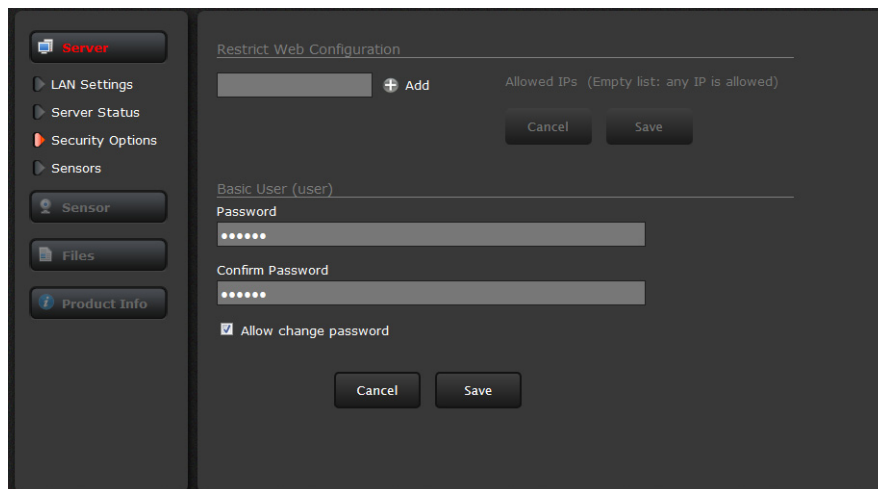 Server
LAN Settings
Server Status
Security Options
Sensors
Sensor
Files
Product Info
Restrict Web Configuration
Add
Allowed IPs (Empty list: any IP is allowed)
Cancel Save
Basic User (user)
Password
••••••
Confirm Password
••••••
Allow change password
Cancel Save